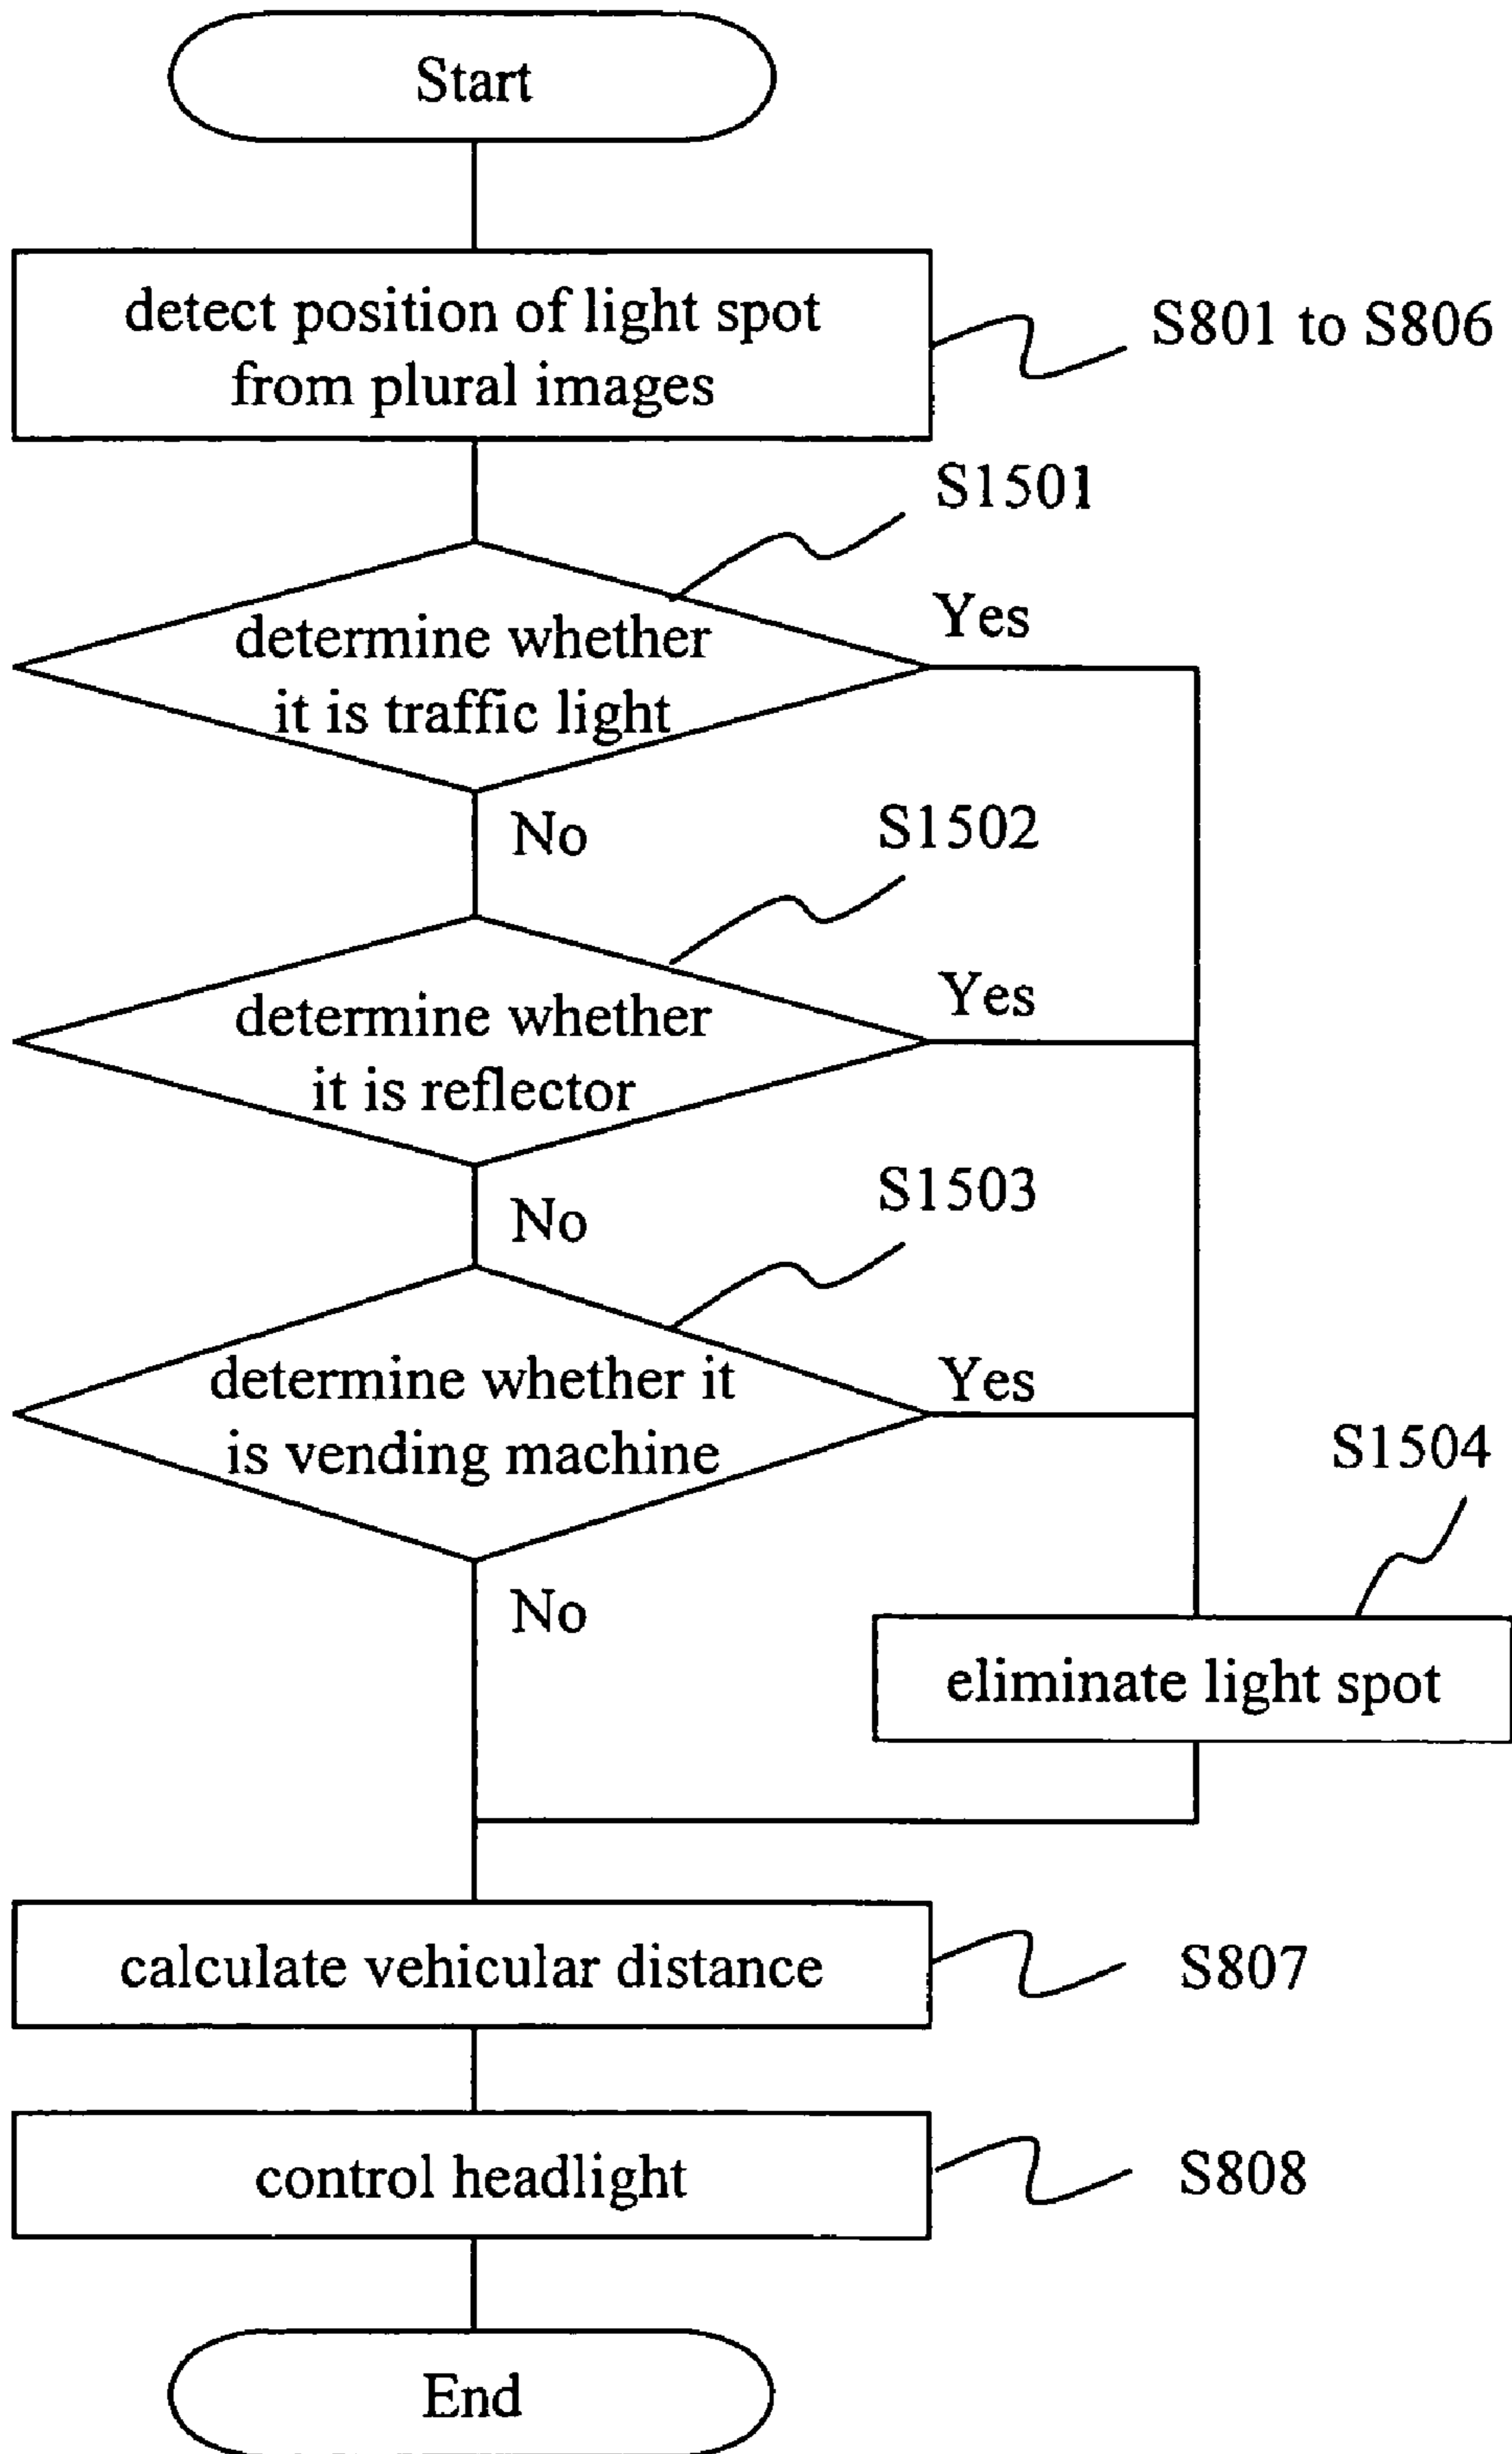 Start
detect position of light spot
from plural images
S801 to S806
S1501
determine whether
it is traffic light
Yes
No
S1502
determine whether
it is reflector
Yes
No
S1503
determine whether it
is vending machine
Yes
No
S1504
eliminate light spot
calculate vehicular distance
S807
control headlight
S808
End